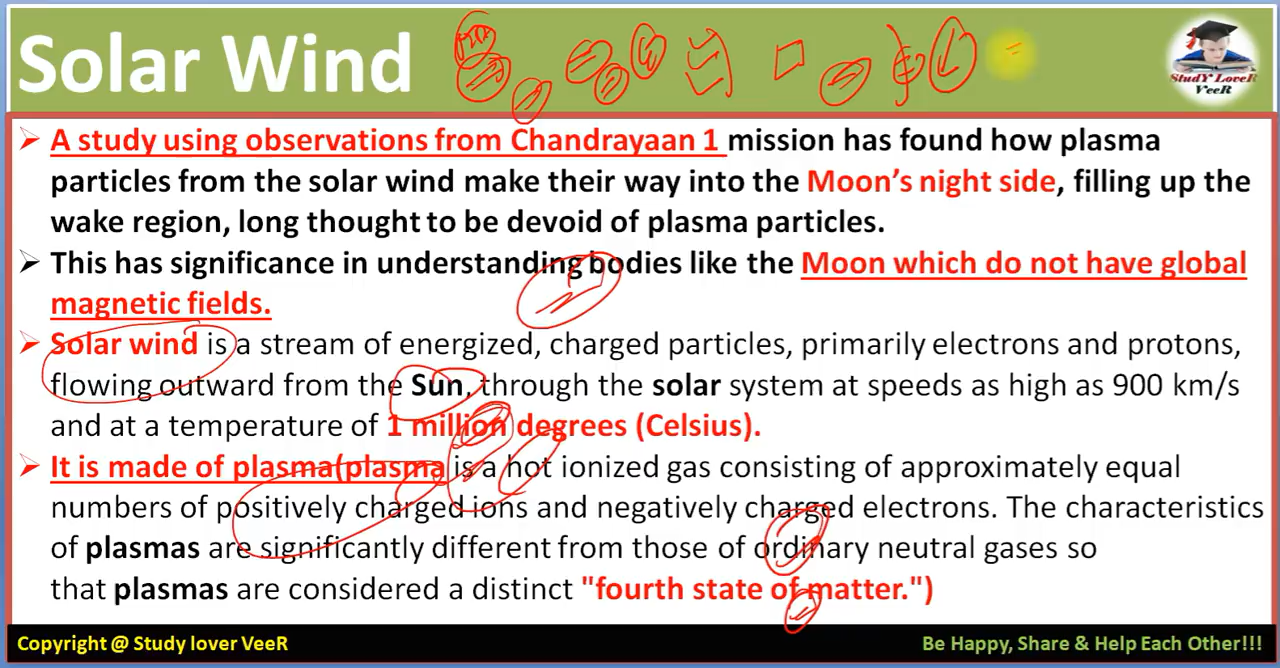 Solar Wind
StudY LoveR
VeeR
➢ A study using observations from Chandrayaan 1 mission has found how plasma
particles from the solar wind make their way into the Moon's night side, filling up the
wake region, long thought to be devoid of plasma particles.
➢ This has significance in understanding bodies like the Moon which do not have global
magnetic fields.
➢ Solar wind is a stream of energized, charged particles, primarily electrons and protons,
flowing outward from the Sun, through the solar system at speeds as high as 900 km/s
and at a temperature of 1 million degrees (Celsius).
➢ It is made of plasma(plasma is a hot ionized gas consisting of approximately equal
numbers of positively charged ions and negatively charged electrons. The characteristics
of plasmas are significantly different from those of ordinary neutral gases so
that plasmas are considered a distinct "fourth state of matter.")
Copyright @ Study lover VeeR
Be Happy, Share & Help Each Other!!!